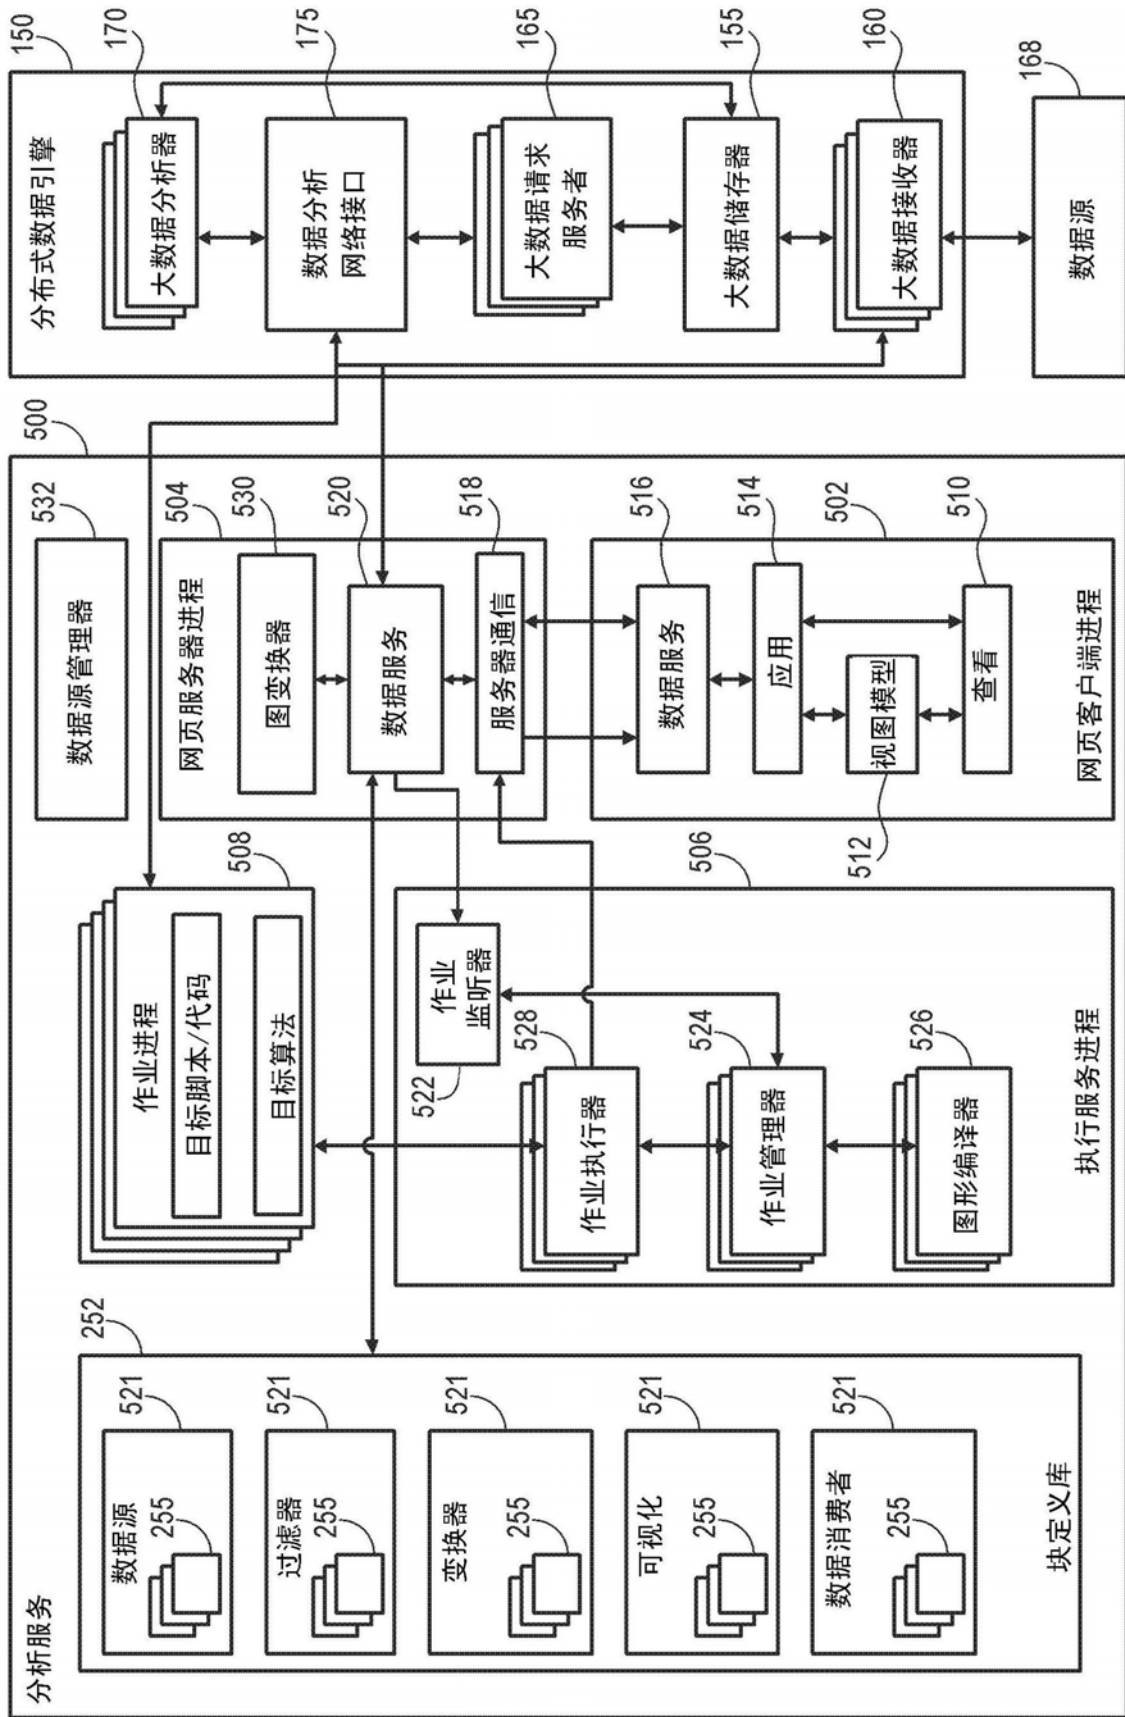 分析服务
252
数据源
521
255
过滤器
521
255
变换器
521
255
可视化
521
255
数据消费者
521
255
块定义库
508
作业进程
目标脚本/代码
目标算法
506
作业
监听器
522
528
作业执行器
524
作业管理器
526
图形编译器
执行服务进程
500
532
数据源管理器
504
网页服务器进程
530
图变换器
520
数据服务
518
服务器通信
516
数据服务
514
应用
502
512
视图模型
510
查看
网页客户端进程
150
分布式数据引擎
170
大数据分析器
175
数据分析
网络接口
165
大数据请求
服务者
155
大数据储存器
160
大数据接收器
168
数据源